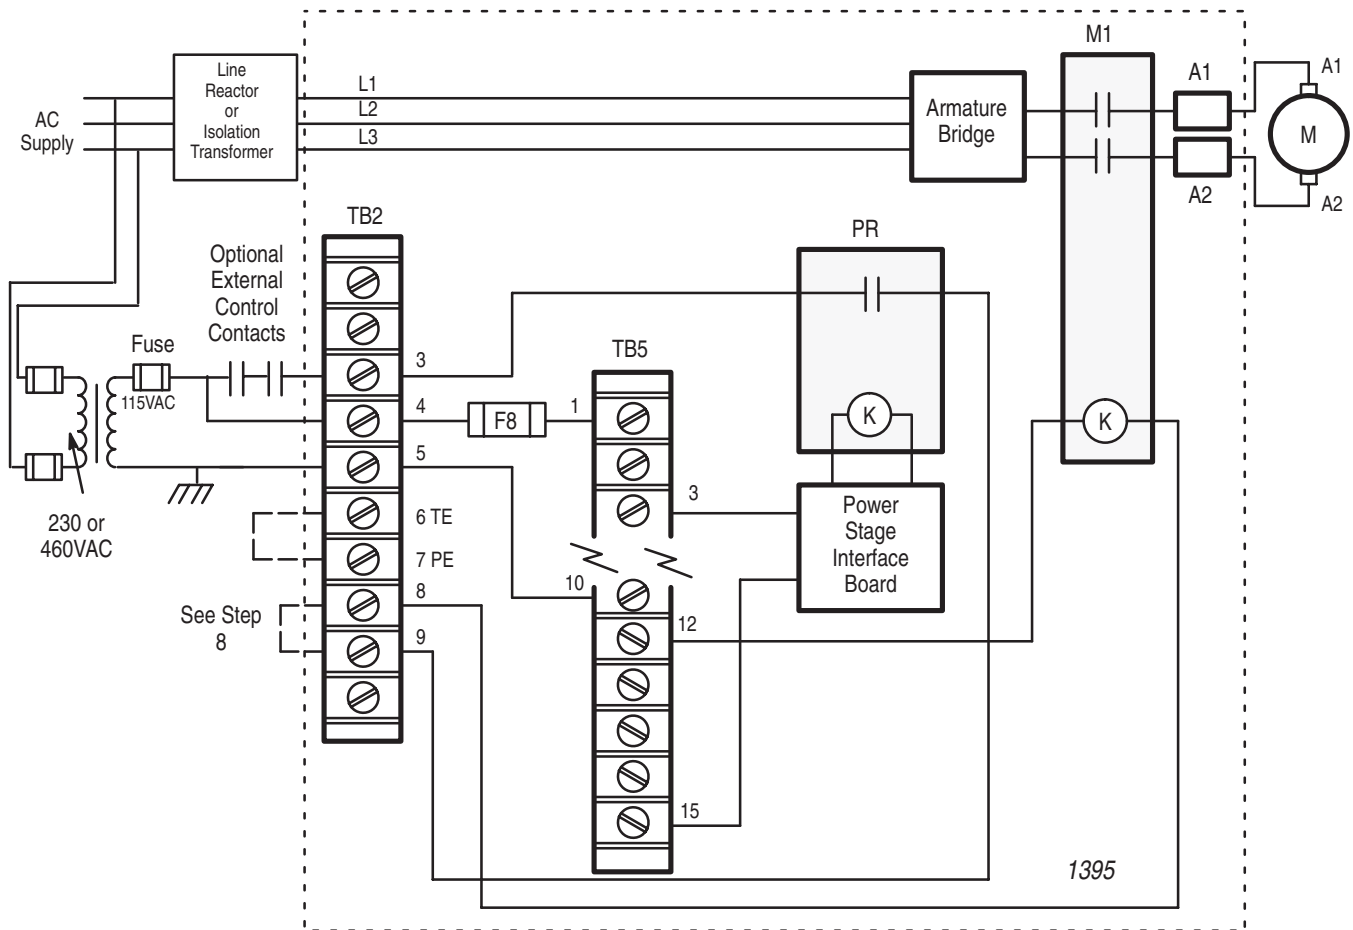 M1
Line
Reactor
or
Isolation
Transformer
AC
Supply
L1
L2
L3
Armature
Bridge
A1
A2
A1
M
A2
TB2
PR
Optional
External
Control
Contacts
Fuse
115VAC
TB5
3
4
F8
1
K
K
5
3
230 or
460VAC
6 TE
7 PE
Power
Stage
Interface
Board
10
See Step
8
8
12
9
15
1395